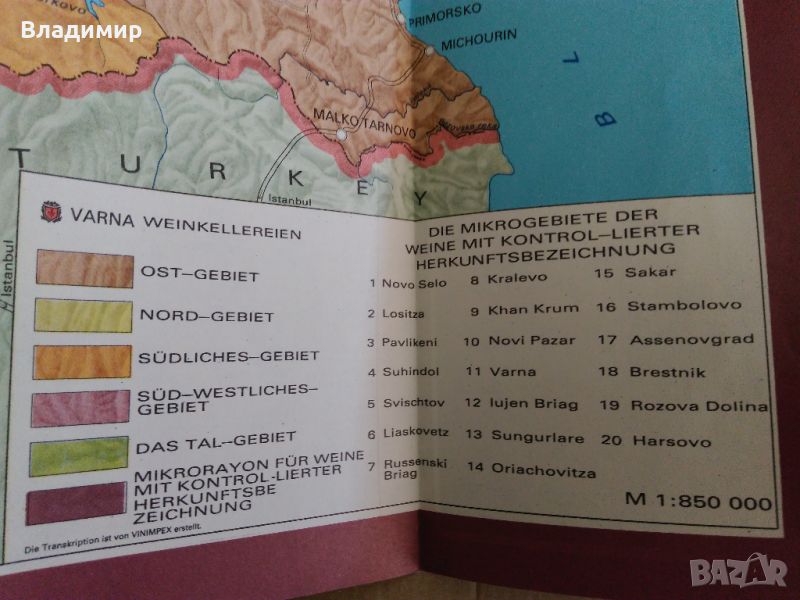 Владимир
PRIMORSKO
MICHOURIN
MALKO TARNOVO
B L
T U R K E Y
Istanbul
Istanbul
VARNA WEINKELLEREIEN
OST-GEBIET
NORD-GEBIET
SÜDLICHES-GEBIET
SÜD-WESTLICHES-
GEBIET
DAS TAL-GEBIET
MIKRORAYON FÜR WEINE
MIT KONTROL-LIERTER
HERKUNFTSBE
ZEICHNUNG
Die Transkription ist von VINIMPEX erstellt.
DIE MIKROGEBIETE DER
WEINE MIT KONTROL-LIERTER
HERKUNFTSBEZEICHNUNG
1 Novo Selo
2 Lositza
3 Pavlikeni
4 Suhindol
5 Svischtov
6 Liaskovetz
7 Russenski
Briag
8 Kralevo
9 Khan Krum
10 Novi Pazar
11 Varna
12 Iujen Briag
13 Sungurlare
14 Oriachovitza
15 Sakar
16 Stambolovo
17 Assenovgrad
18 Brestnik
19 Rozova Dolina
20 Harsovo
M 1:850 000
BAZAR